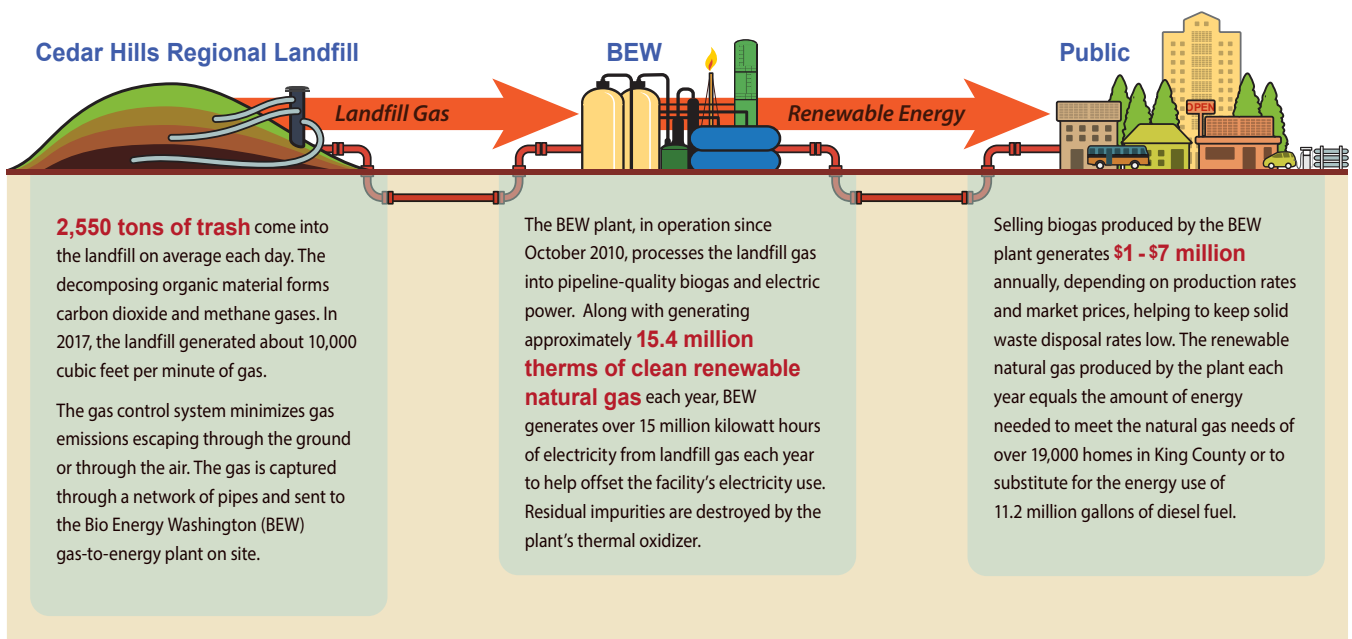 Cedar Hills Regional Landfill
BEW
Public
Landfill Gas
Renewable Energy
OPEN
2,550 tons of trash come into
the landfill on average each day. The
decomposing organic material forms
carbon dioxide and methane gases. In
2017, the landfill generated about 10,000
cubic feet per minute of gas.
The gas control system minimizes gas
emissions escaping through the ground
or through the air. The gas is captured
through a network of pipes and sent to
the Bio Energy Washington (BEW)
gas-to-energy plant on site.
The BEW plant, in operation since
October 2010, processes the landfill gas
into pipeline-quality biogas and electric
power. Along with generating
approximately 15.4 million
therms of clean renewable
natural gas each year, BEW
generates over 15 million kilowatt hours
of electricity from landfill gas each year
to help offset the facility's electricity use.
Residual impurities are destroyed by the
plant's thermal oxidizer.
Selling biogas produced by the BEW
plant generates $1 - $7 million
annually, depending on production rates
and market prices, helping to keep solid
waste disposal rates low. The renewable
natural gas produced by the plant each
year equals the amount of energy
needed to meet the natural gas needs of
over 19,000 homes in King County or to
substitute for the energy use of
11.2 million gallons of diesel fuel.